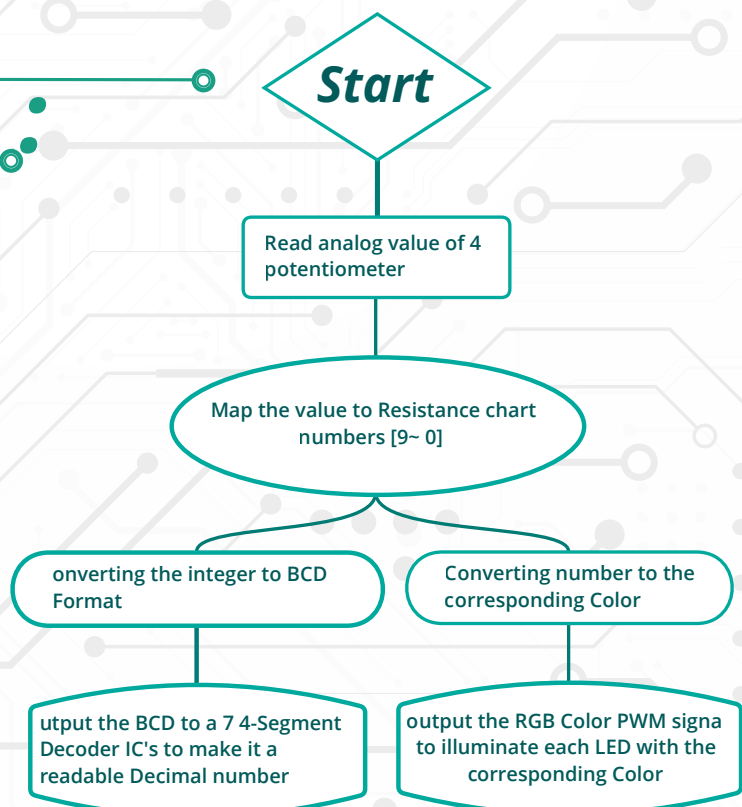 Start
Read analog value of 4
potentiometer
Map the value to Resistance chart
numbers [9~ 0]
onverting the integer to BCD
Format
Converting number to the
corresponding Color
utput the BCD to a 7 4-Segment
Decoder IC's to make it a
readable Decimal number
output the RGB Color PWM signa
to illuminate each LED with the
corresponding Color